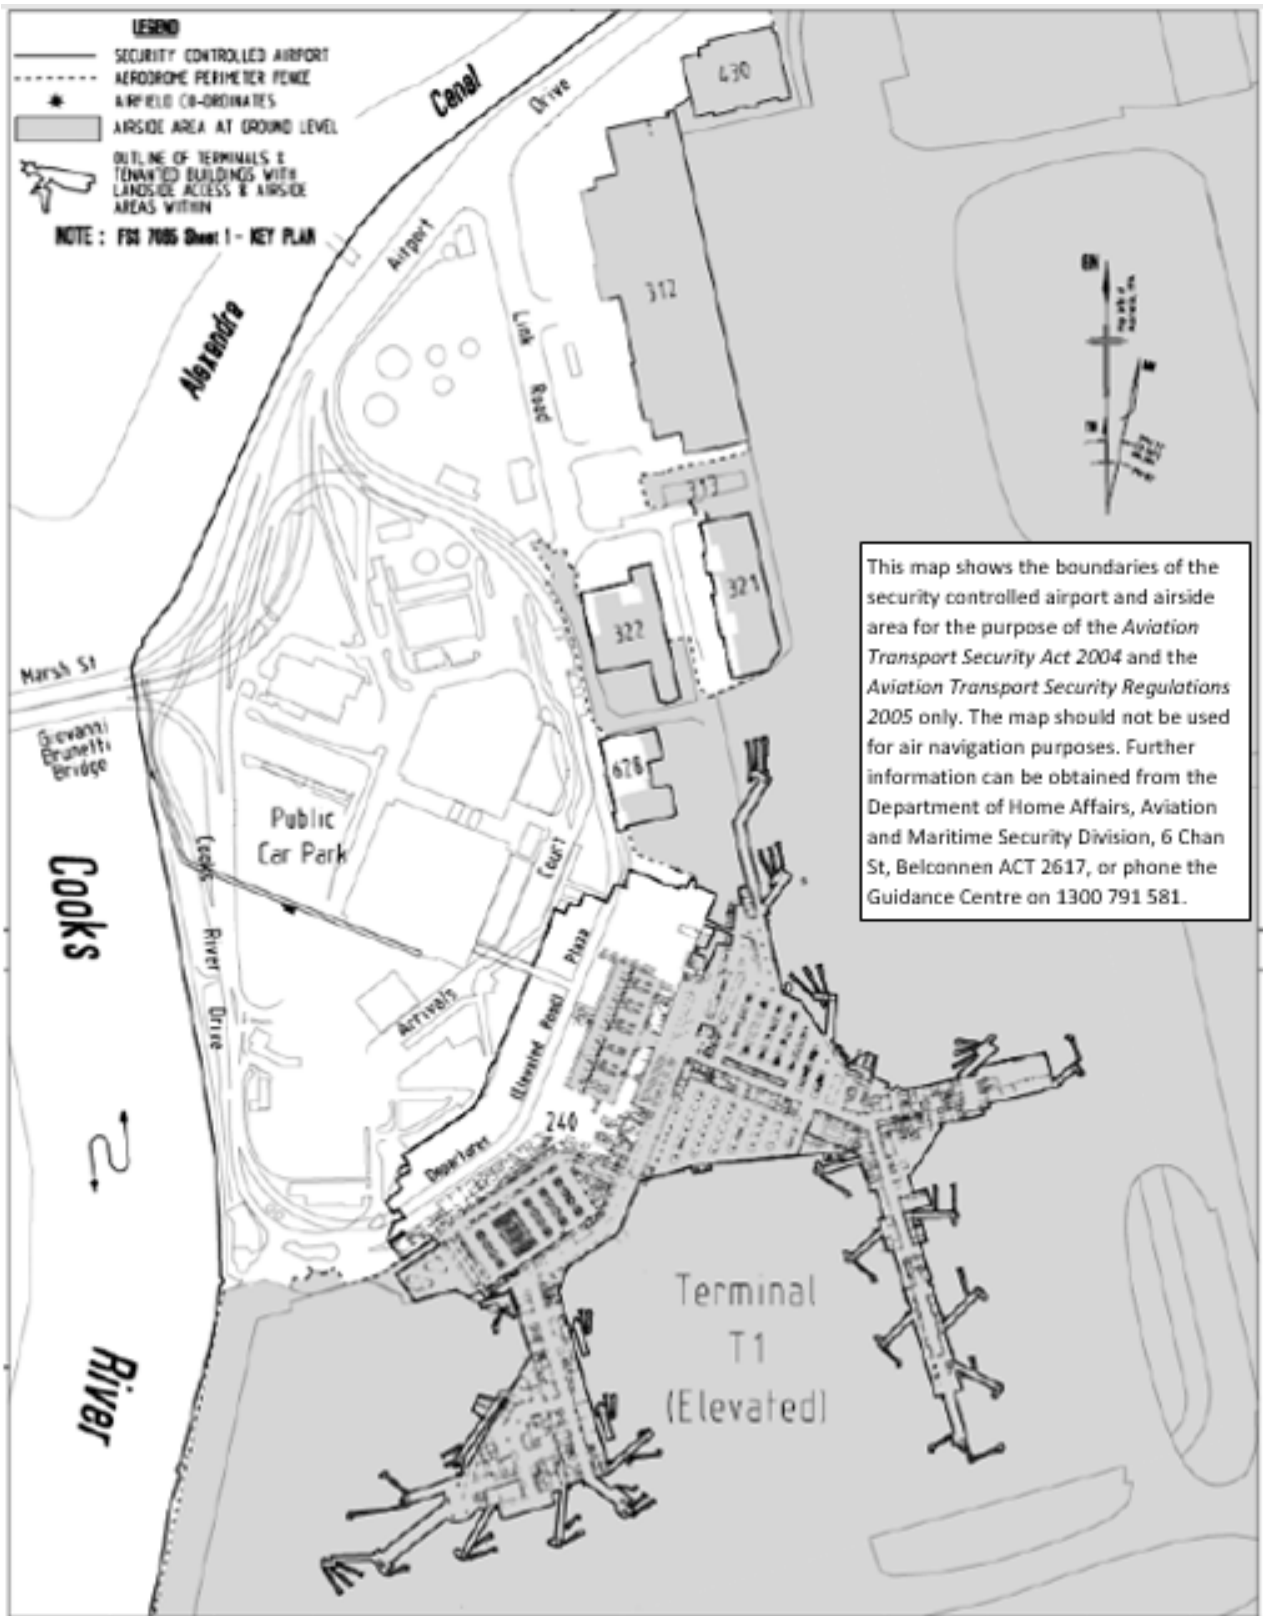 LEGEND
SECURITY CONTROLLED AIRPORT
AERODROME PERIMETER FENCE
AIRFIELD CO-ORDINATES
AIRSIDE AREA AT GROUND LEVEL
OUTLINE OF TERMINALS &
TENANTED BUILDINGS WITH
LANDSIDE ACCESS & AIRSIDE
AREAS WITHIN
NOTE : FSS 7085 Sheet 1 - KEY PLAN
Canal
Drive
430
Airport
312
Link
Road
Alexandra
313
321
322
This map shows the boundaries of the
security controlled airport and airside
area for the purpose of the Aviation
Transport Security Act 2004 and the
Aviation Transport Security Regulations
2005 only. The map should not be used
for air navigation purposes. Further
information can be obtained from the
Department of Home Affairs, Aviation
and Maritime Security Division, 6 Chan
St, Belconnen ACT 2617, or phone the
Guidance Centre on 1300 791 581.
Marsh St
Giovanni
Brunetti
Bridge
628
Public
Car Park
Court
Cooks
River
Drive
Cooks
River
Plaza
(Elevated Road)
Departures
Arrivals
240
Terminal
T1
(Elevated)